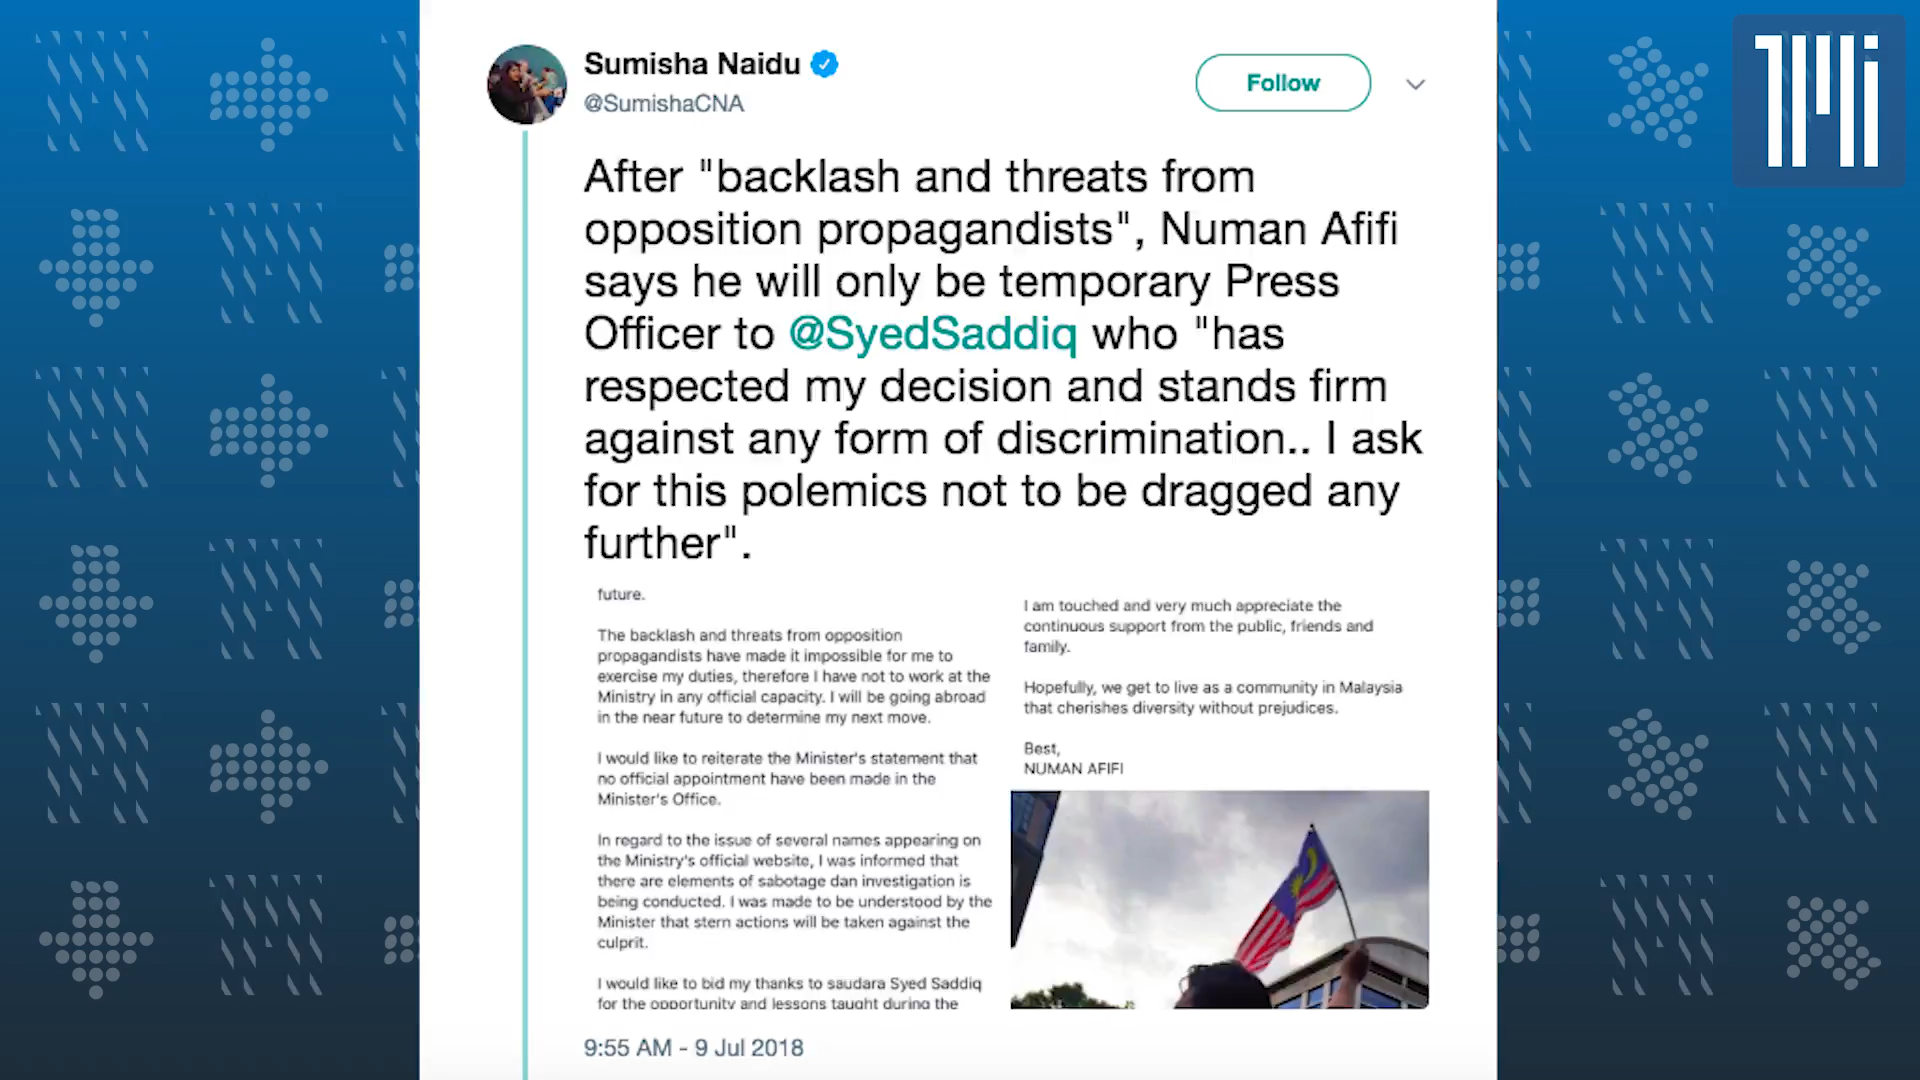 Sumisha Naidu
@SumishaCNA
Follow
1Mi
After "backlash and threats from
opposition propagandists", Numan Afifi
says he will only be temporary Press
Officer to @SyedSaddiq who "has
respected my decision and stands firm
against any form of discrimination.. I ask
for this polemics not to be dragged any
further".
future.
The backlash and threats from opposition
propagandists have made it impossible for me to
exercise my duties, therefore I have not to work at the
Ministry in any official capacity. I will be going abroad
in the near future to determine my next move.
I would like to reiterate the Minister's statement that
no official appointment have been made in the
Minister's Office.
In regard to the issue of several names appearing on
the Ministry's official website, I was informed that
there are elements of sabotage dan investigation is
being conducted. I was made to be understood by the
Minister that stern actions will be taken against the
culprit.
I would like to bid my thanks to saudara Syed Saddiq
for the opportunity and lessons taught during the
I am touched and very much appreciate the
continuous support from the public, friends and
family.
Hopefully, we get to live as a community in Malaysia
that cherishes diversity without prejudices.
Best,
NUMAN AFIFI
9:55 AM - 9 Jul 2018